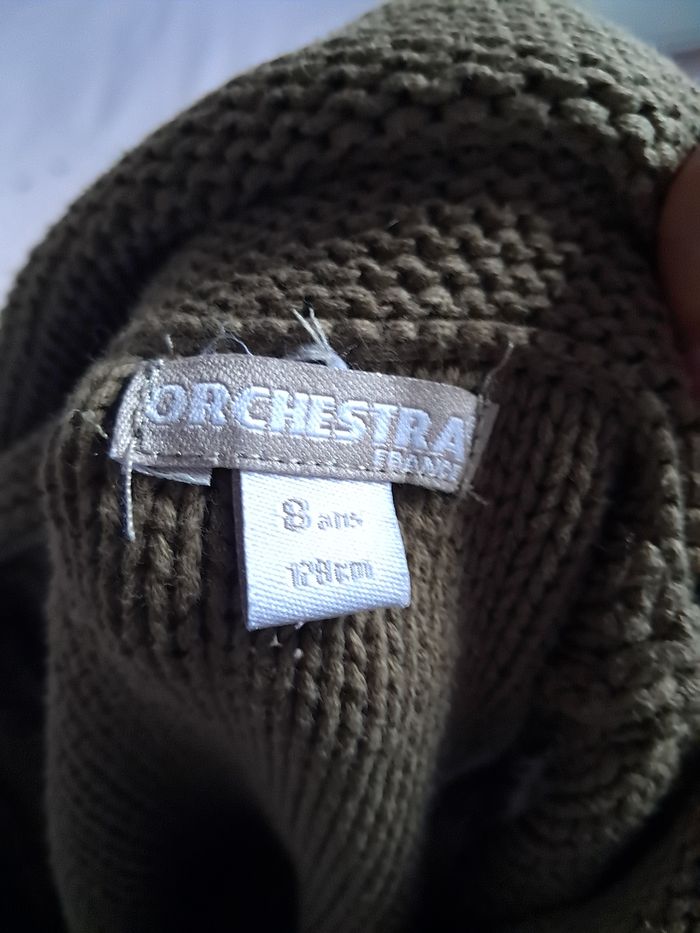 ORCHESTRA
FRANCE
8 ans
128cm